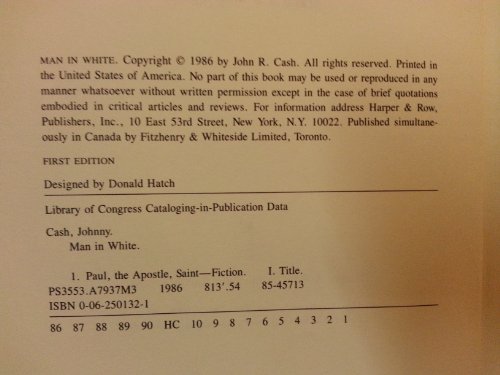 MAN IN WHITE. Copyright © 1986 by John R. Cash. All rights reserved. Printed in
the United States of America. No part of this book may be used or reproduced in any
manner whatsoever without written permission except in the case of brief quotations
embodied in critical articles and reviews. For information address Harper & Row,
Publishers, Inc., 10 East 53rd Street, New York, N.Y. 10022. Published simultane-
ously in Canada by Fitzhenry & Whiteside Limited, Toronto.
FIRST EDITION
Designed by Donald Hatch
Library of Congress Cataloging-in-Publication Data
Cash, Johnny.
Man in White.
1. Paul, the Apostle, Saint—Fiction. I. Title.
PS3553.A7937M3 1986 813'.54 85-45713
ISBN 0-06-250132-1
86 87 88 89 90 HC 10 9 8 7 6 5 4 3 2 1